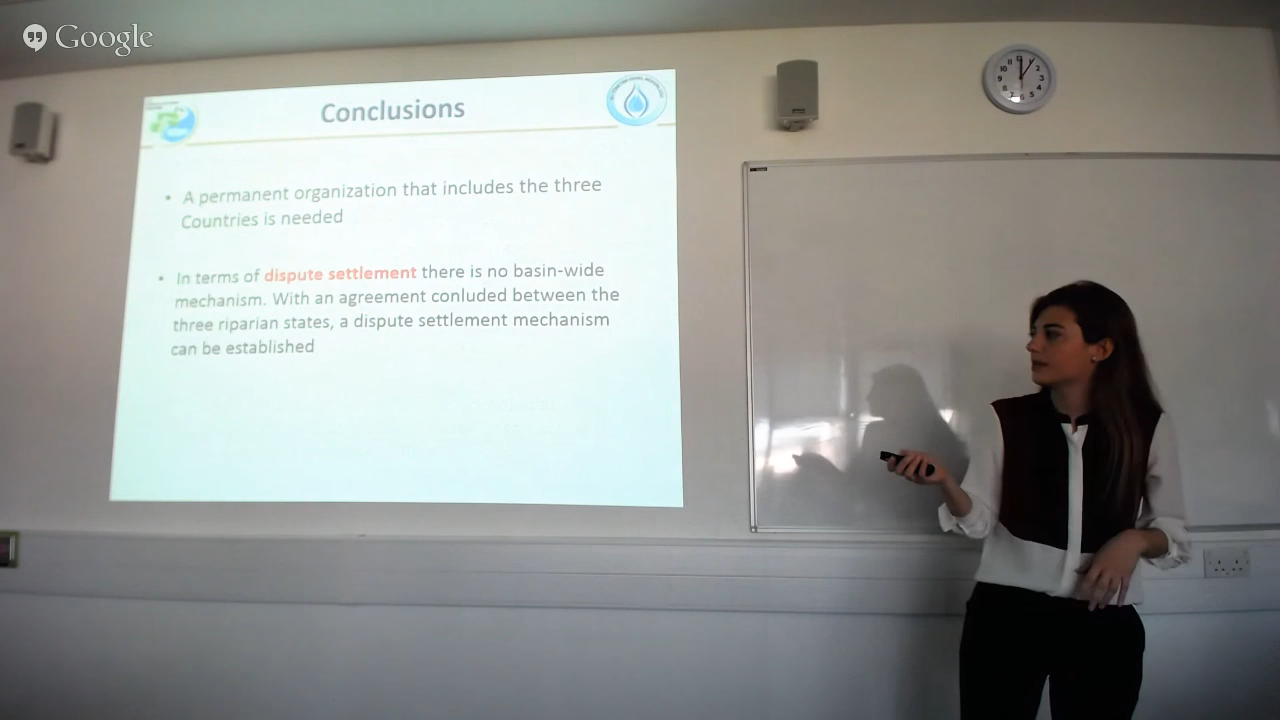 Google
Conclusions
• A permanent organization that includes the three
Countries is needed
• In terms of dispute settlement there is no basin-wide
mechanism. With an agreement conluded between the
three riparian states, a dispute settlement mechanism
can be established